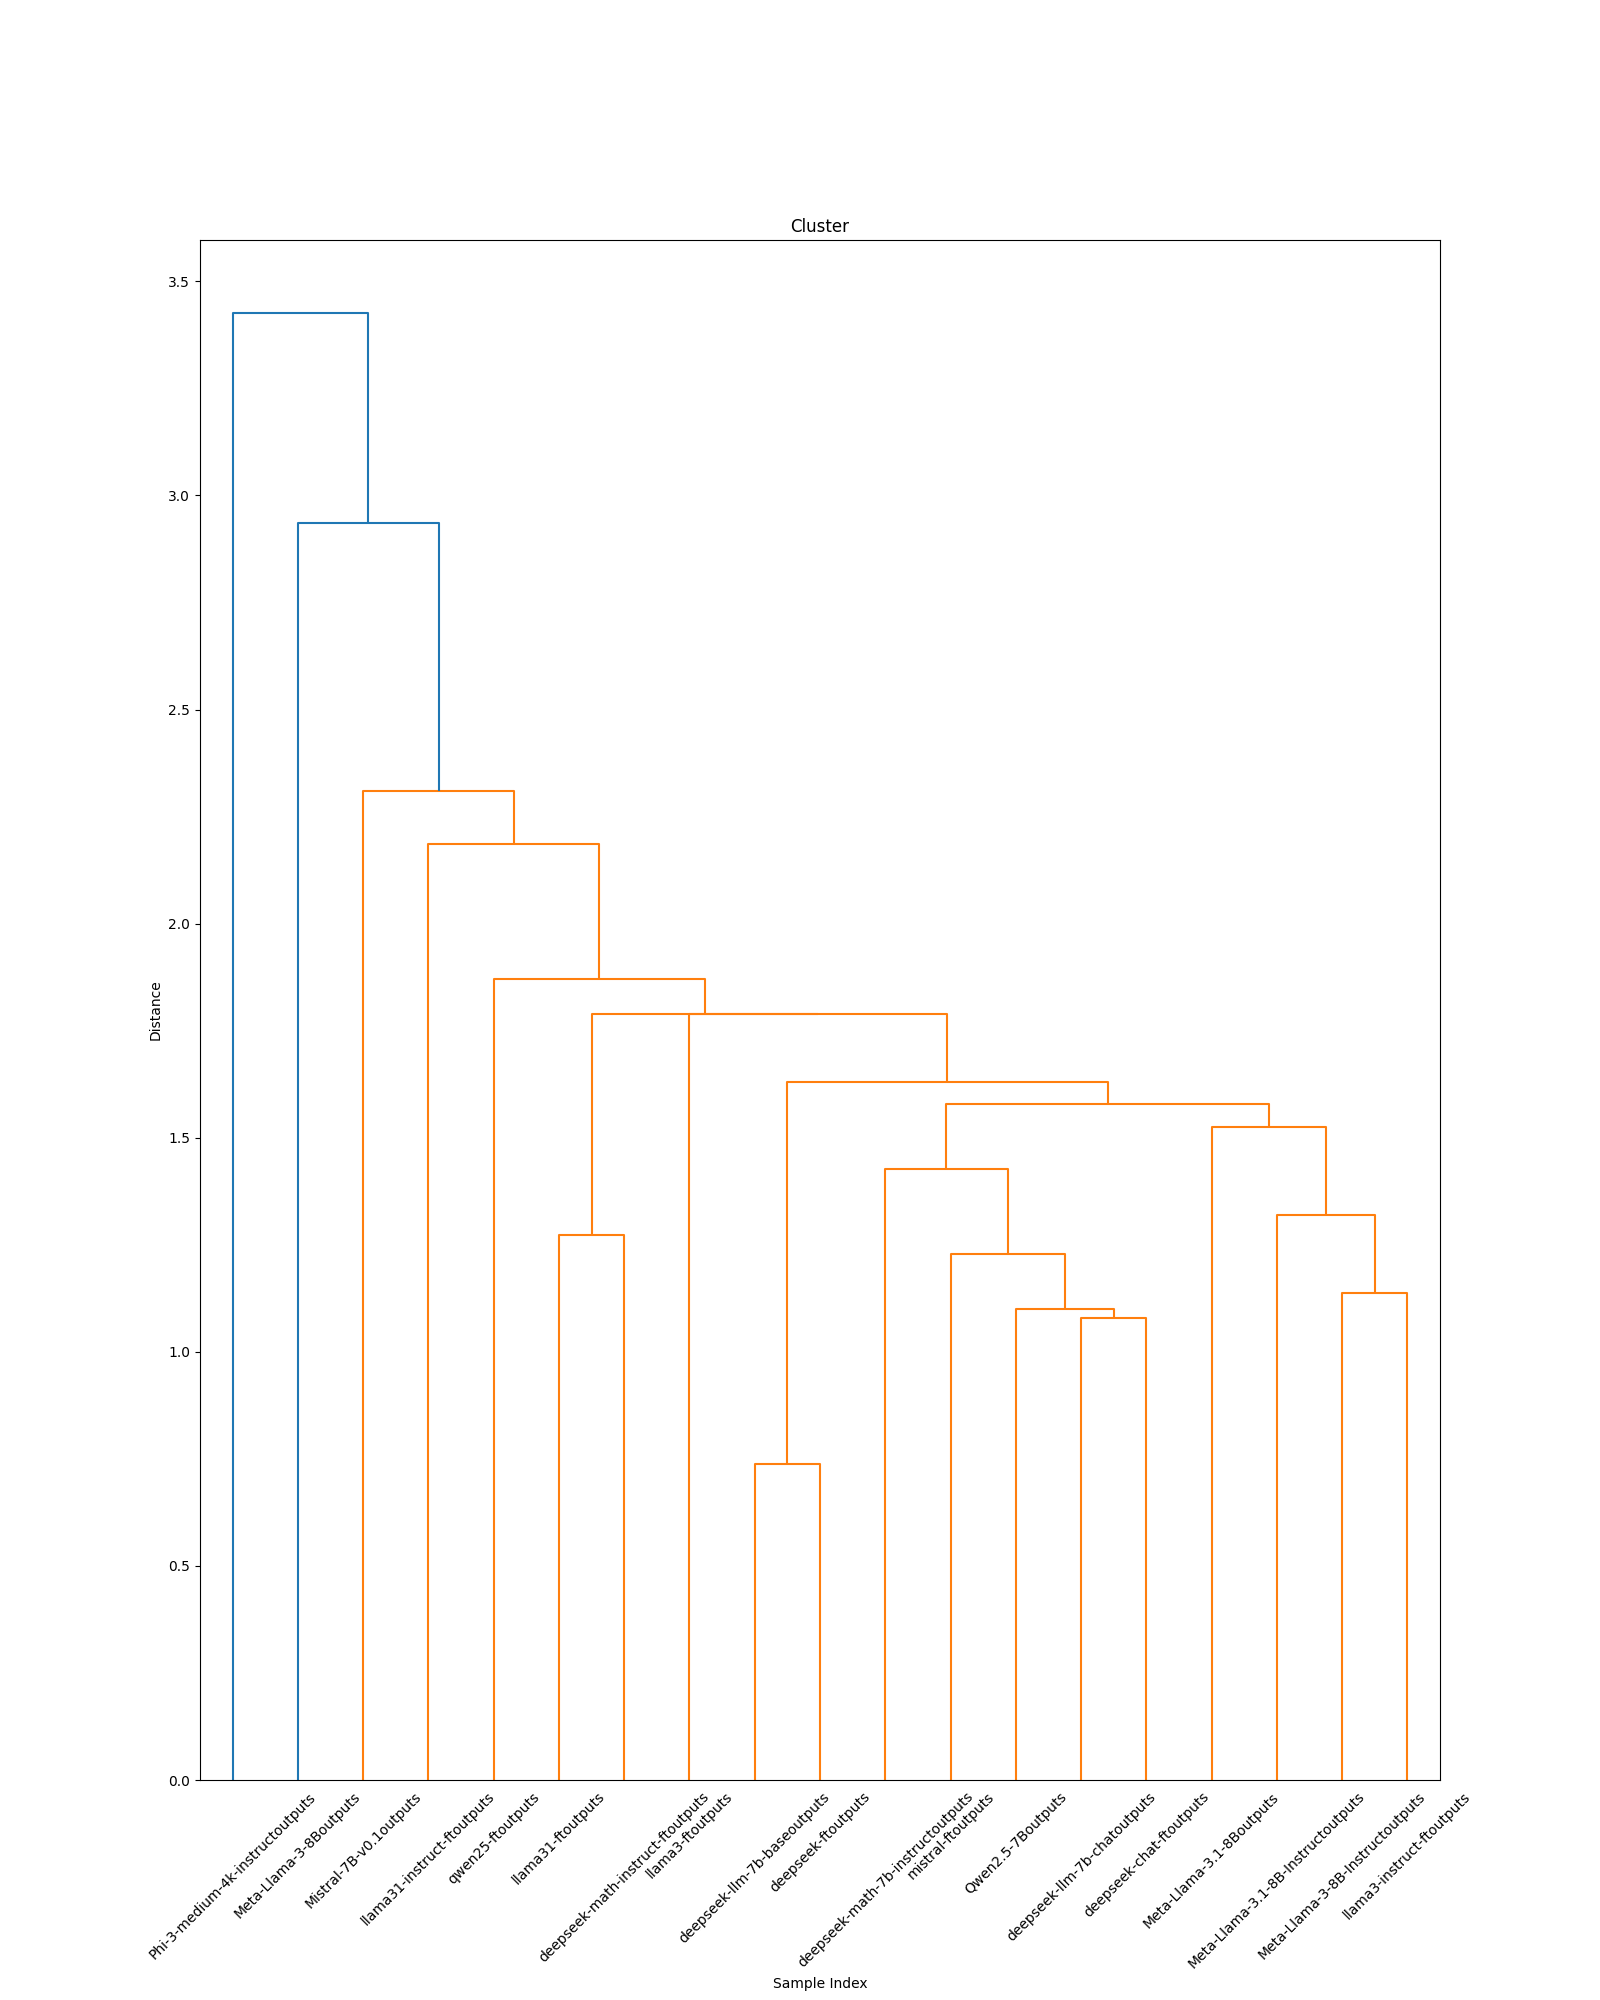 Cluster
3.5
3.0
2.5
2.0
1.5
1.0
0.5
0.0
Distance
Phi-3-medium-4k-instructoutputs
Meta-Llama-3-8Boutputs
Mistral-7B-v0.1outputs
llama31-instruct-ftoutputs
qwen25-ftoutputs
llama31-ftoutputs
deepseek-math-instruct-ftoutputs
llama3-ftoutputs
deepseek-llm-7b-baseoutputs
deepseek-ftoutputs
deepseek-math-7b-instructoutputs
mistral-ftoutputs
Qwen2.5-7Boutputs
deepseek-llm-7b-chatoutputs
deepseek-chat-ftoutputs
Meta-Llama-3.1-8Boutputs
Meta-Llama-3.1-8B-Instructoutputs
Meta-Llama-3-8B-Instructoutputs
llama3-instruct-ftoutputs
Sample Index